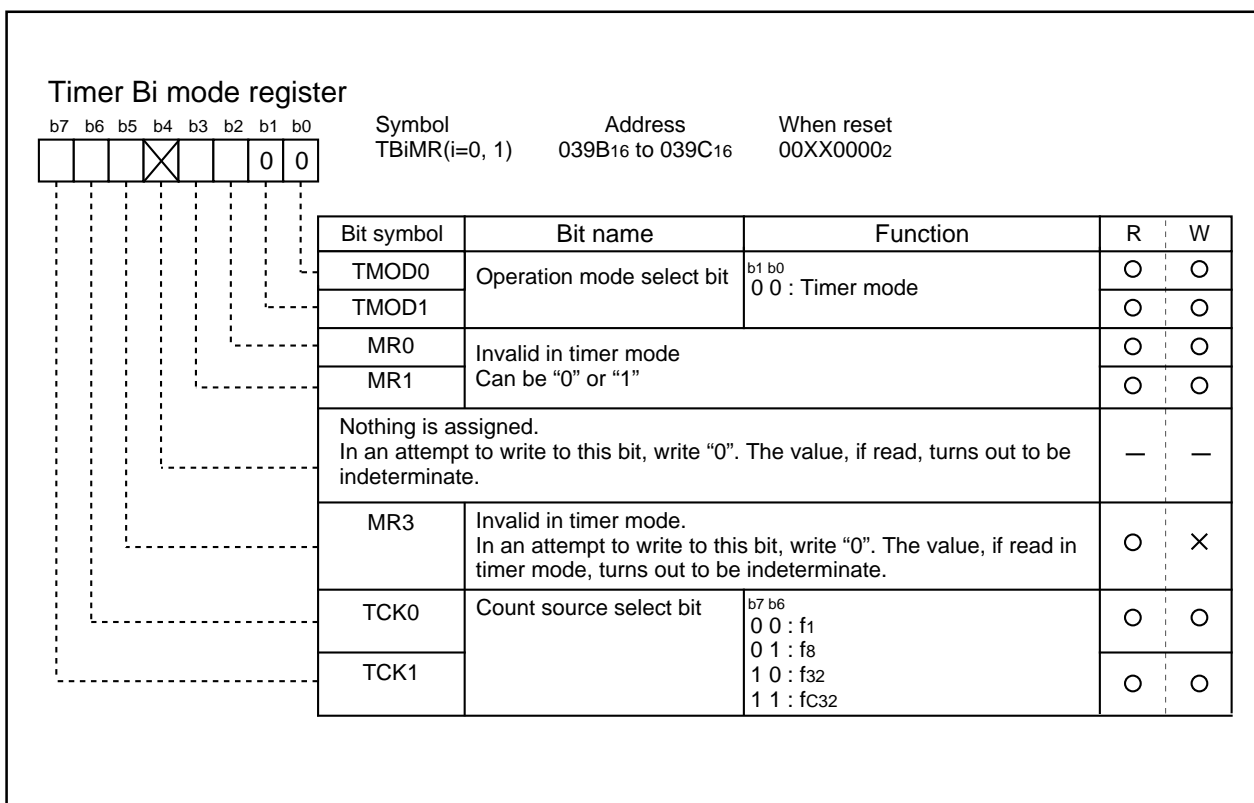 Timer Bi mode register
b7 b6 b5 b4 b3 b2 b1 b0
0 0
Symbol Address When reset
TBiMR(i=0, 1) 039B16 to 039C16 00XX00002
Bit symbol Bit name Function R W
TMOD0 Operation mode select bit b1 b0
0 0 : Timer mode
TMOD1
MR0 Invalid in timer mode
MR1 Can be “0” or “1”
Nothing is assigned.
In an attempt to write to this bit, write “0”. The value, if read, turns out to be
indeterminate.
MR3 Invalid in timer mode.
In an attempt to write to this bit, write “0”. The value, if read in
timer mode, turns out to be indeterminate.
TCK0 Count source select bit b7 b6
0 0 : f1
0 1 : f8
TCK1 1 0 : f32
1 1 : fC32